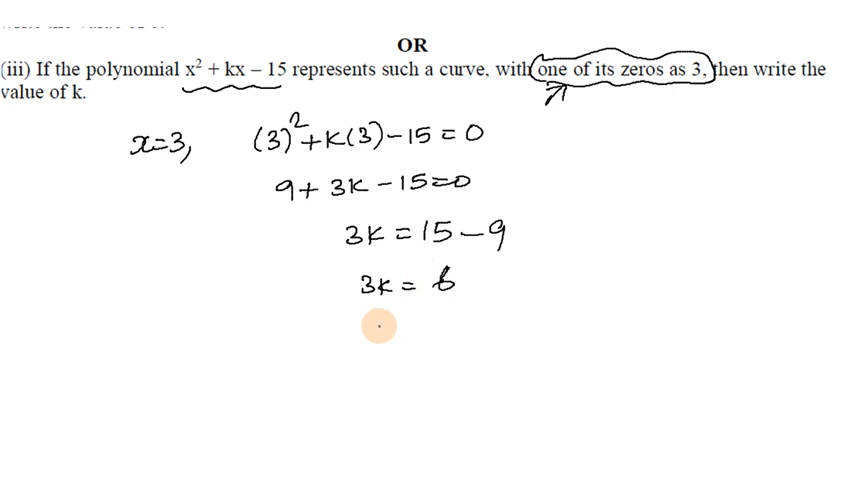 OR
(iii) If the polynomial x² + kx – 15 represents such a curve, with one of its zeros as 3, then write the
value of k.
x=3, (3)²+K(3)-15=0
9+3K-15=0
3K=15-9
3K=6